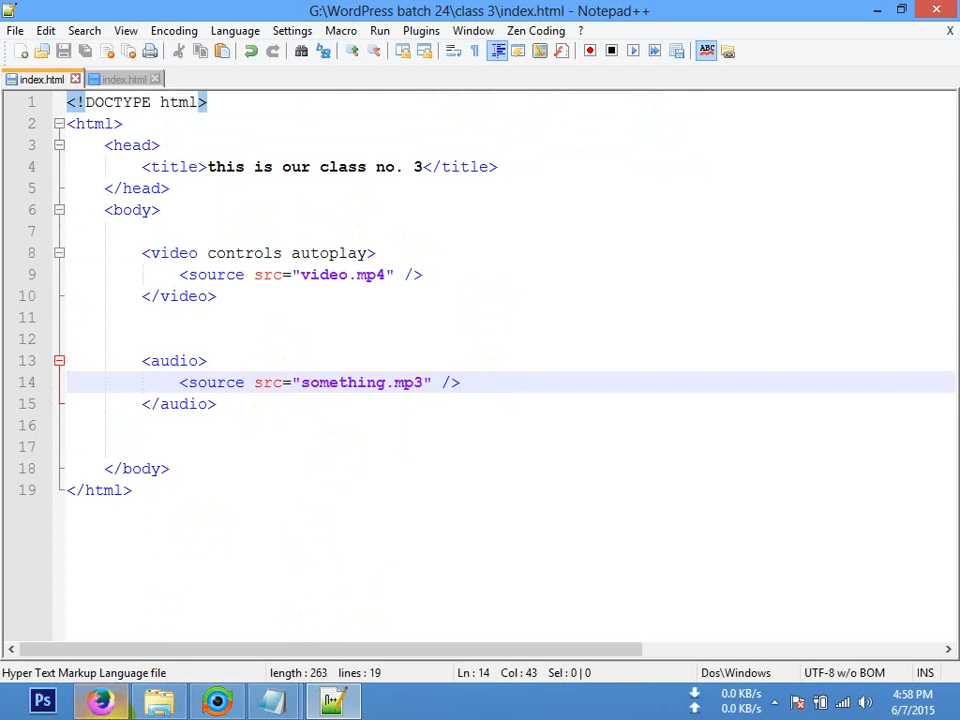 G:\WordPress batch 24\class 3\index.html - Notepad++
File Edit Search View Encoding Language Settings Macro Run Plugins Window Zen Coding ? X
ABC
index.html index.html
1 <!DOCTYPE html>
2 <html>
3 <head>
4 <title>this is our class no. 3</title>
5 </head>
6 <body>
7
8 <video controls autoplay>
9 <source src="video.mp4" />
10 </video>
11
12
13 <audio>
14 <source src="something.mp3" />
15 </audio>
16
17
18 </body>
19 </html>
Hyper Text Markup Language file length : 263 lines : 19 Ln : 14 Col : 43 Sel : 0 | 0 Dos\Windows UTF-8 w/o BOM INS
Ps 0.0 KB/s 4:58 PM
0.0 KB/s 6/7/2015